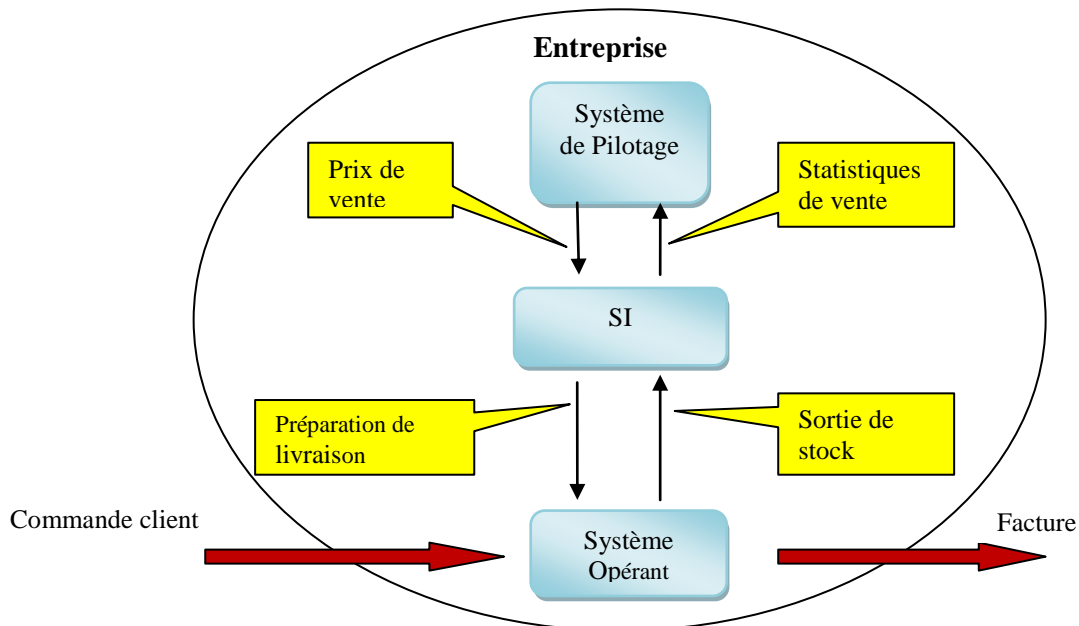 Entreprise
Système
de Pilotage
Prix de
vente
Statistiques
de vente
SI
Préparation de
livraison
Sortie de
stock
Commande client
Facture
Système
Opérant